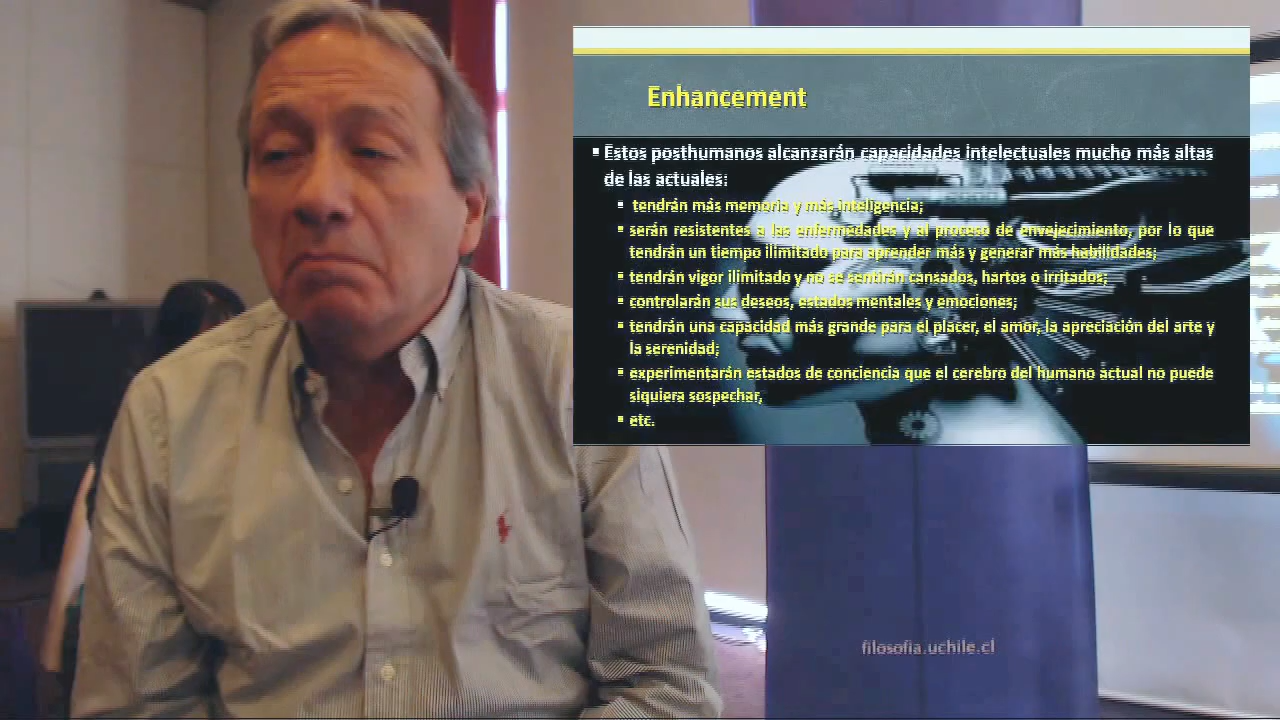 Enhancement
Estos posthumanos alcanzarán capacidades intelectuales mucho más altas
de las actuales:
tendrán más memoria y más inteligencia;
serán resistentes a las enfermedades y al proceso de envejecimiento, por lo que
tendrán un tiempo ilimitado para aprender más y generar más habilidades;
tendrán vigor ilimitado y no se sentirán cansados, hartos o irritados;
controlarán sus deseos, estados mentales y emociones;
tendrán una capacidad más grande para el placer, el amor, la apreciación del arte y
la serenidad;
experimentarán estados de conciencia que el cerebro del humano actual no puede
siquiera sospechar,
etc.
filosofia.uchile.cl